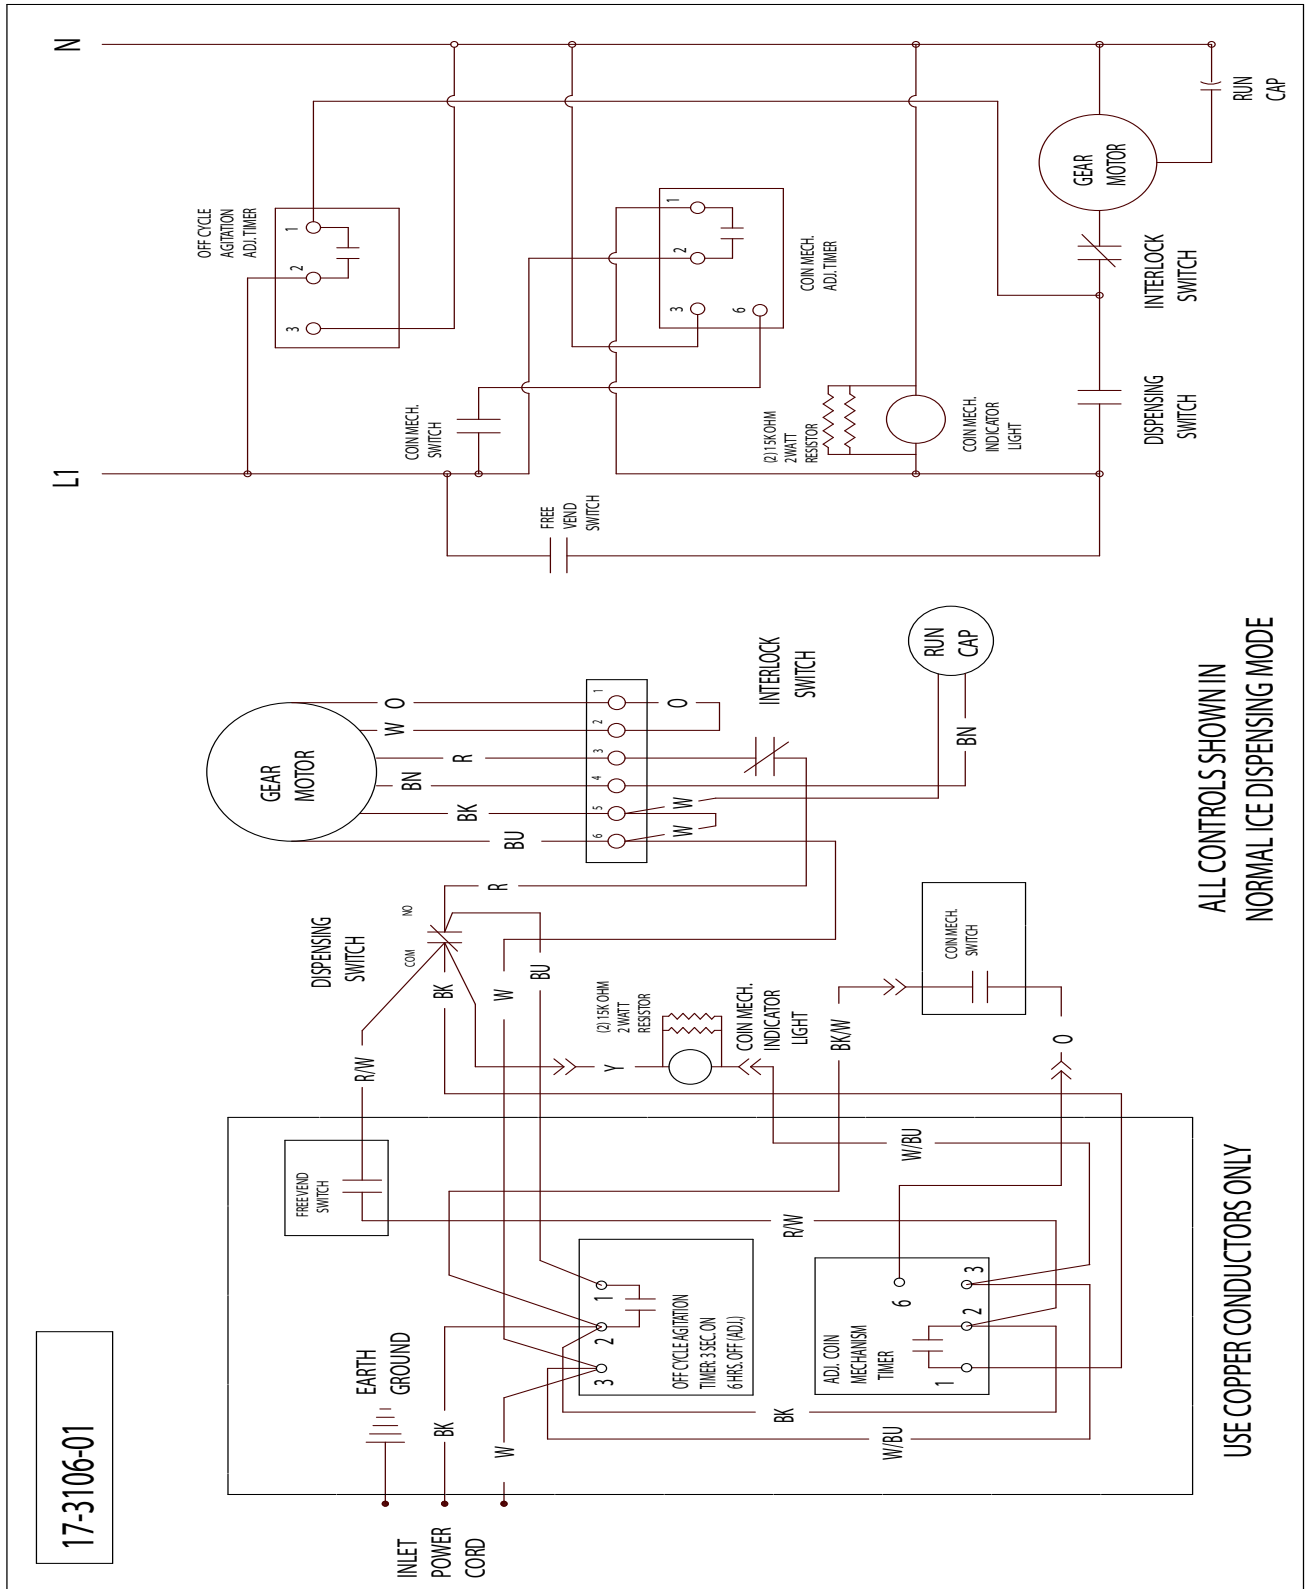 17-3106-01
INLET
POWER
CORD
EARTH
GROUND
BK
W
FREEVEND
SWITCH
R/W
R/W
OFF CYCLE AGITATION
TIMER: 3 SEC. ON
6 HRS. OFF (ADJ.)
1
2
3
ADJ. COIN
MECHANISM
TIMER
1
2
3
6
BK
W/BU
W/BU
USE COPPER CONDUCTORS ONLY
DISPENSING
SWITCH
COM
NO
BK
W
BU
R
Y
(2) 15K OHM
2 WATT
RESISTOR
COIN MECH.
INDICATOR
LIGHT
BK/W
O
COIN MECH.
SWITCH
GEAR
MOTOR
BU
BK
BN
R
W
O
6
5
4
3
2
1
W
W
O
INTERLOCK
SWITCH
BN
RUN
CAP
ALL CONTROLS SHOWN IN
NORMAL ICE DISPENSING MODE
L1
N
OFF CYCLE
AGITATION
ADJ. TIMER
3
2
1
COIN MECH.
SWITCH
FREE
VEND
SWITCH
3
2
1
6
COIN MECH.
ADJ. TIMER
(2) 15K OHM
2 WATT
RESISTOR
COIN MECH.
INDICATOR
LIGHT
DISPENSING
SWITCH
INTERLOCK
SWITCH
GEAR
MOTOR
RUN
CAP